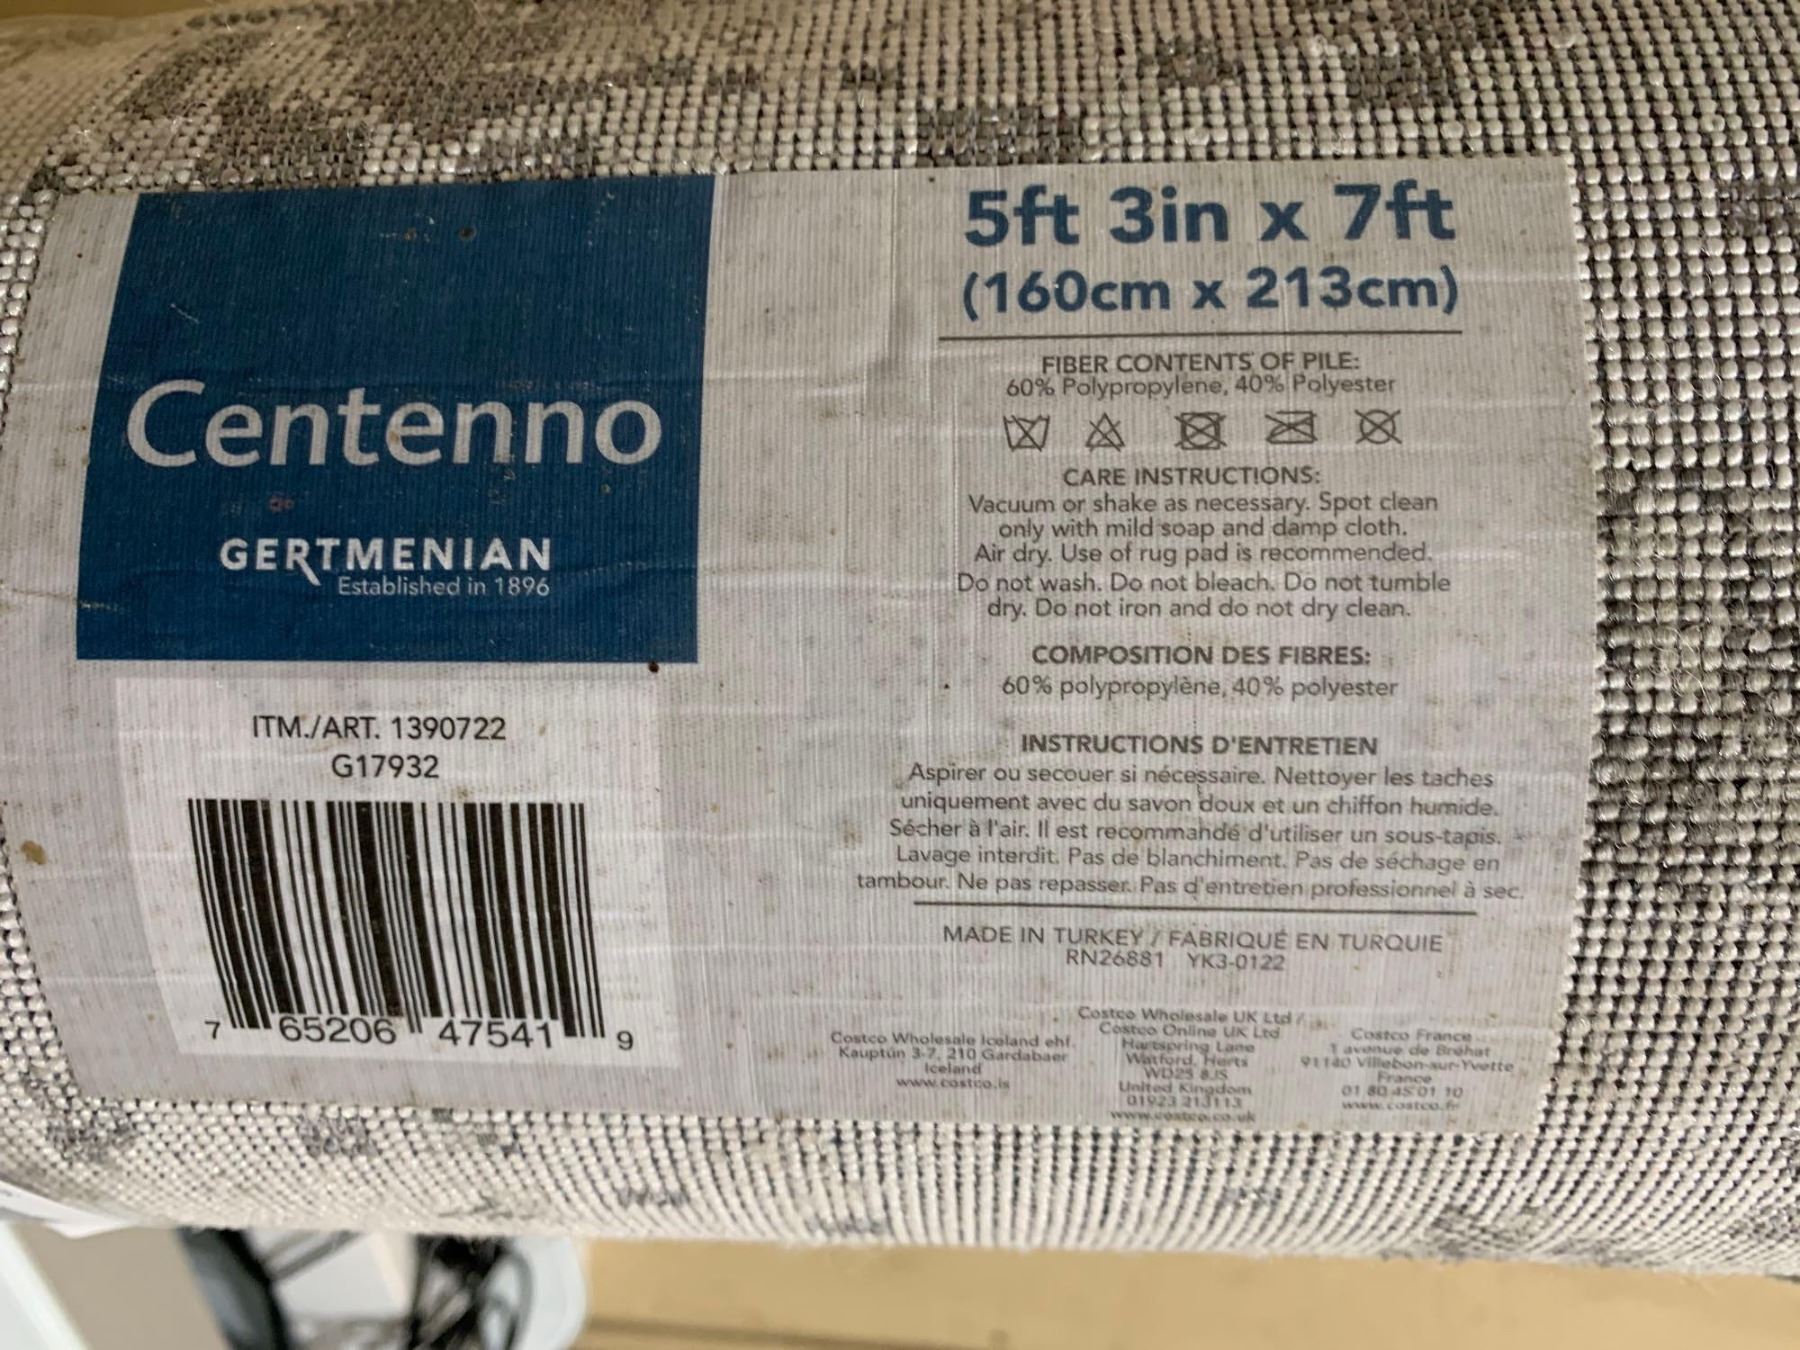 Centenno
GERTMENIAN
Established in 1896
ITM./ART. 1390722
G17932
7 65206 47541 9
5ft 3in x 7ft
(160cm x 213cm)
FIBER CONTENTS OF PILE:
60% Polypropylene, 40% Polyester
CARE INSTRUCTIONS:
Vacuum or shake as necessary. Spot clean
only with mild soap and damp cloth.
Air dry. Use of rug pad is recommended.
Do not wash. Do not bleach. Do not tumble
dry. Do not iron and do not dry clean.
COMPOSITION DES FIBRES:
60% polypropylène, 40% polyester
INSTRUCTIONS D'ENTRETIEN
Aspirer ou secouer si nécessaire. Nettoyer les taches
uniquement avec du savon doux et un chiffon humide.
Sécher à l'air. Il est recommandé d'utiliser un sous-tapis.
Lavage interdit. Pas de blanchiment. Pas de séchage en
tambour. Ne pas repasser. Pas d'entretien professionnel à sec.
MADE IN TURKEY / FABRIQUÉ EN TURQUIE
RN26881 YK3-0122
Costco Wholesale Iceland ehf.
Kauptún 3-7, 210 Gardabaer
Iceland
www.costco.is
Costco Wholesale UK Ltd /
Costco Online UK Ltd
Hartspring Lane
Watford, Herts
WD25 8JS
United Kingdom
01923 213113
www.costco.co.uk
Costco France
1 avenue de Bréhat
91140 Villebon-sur-Yvette
France
01 80 45 01 10
www.costco.fr